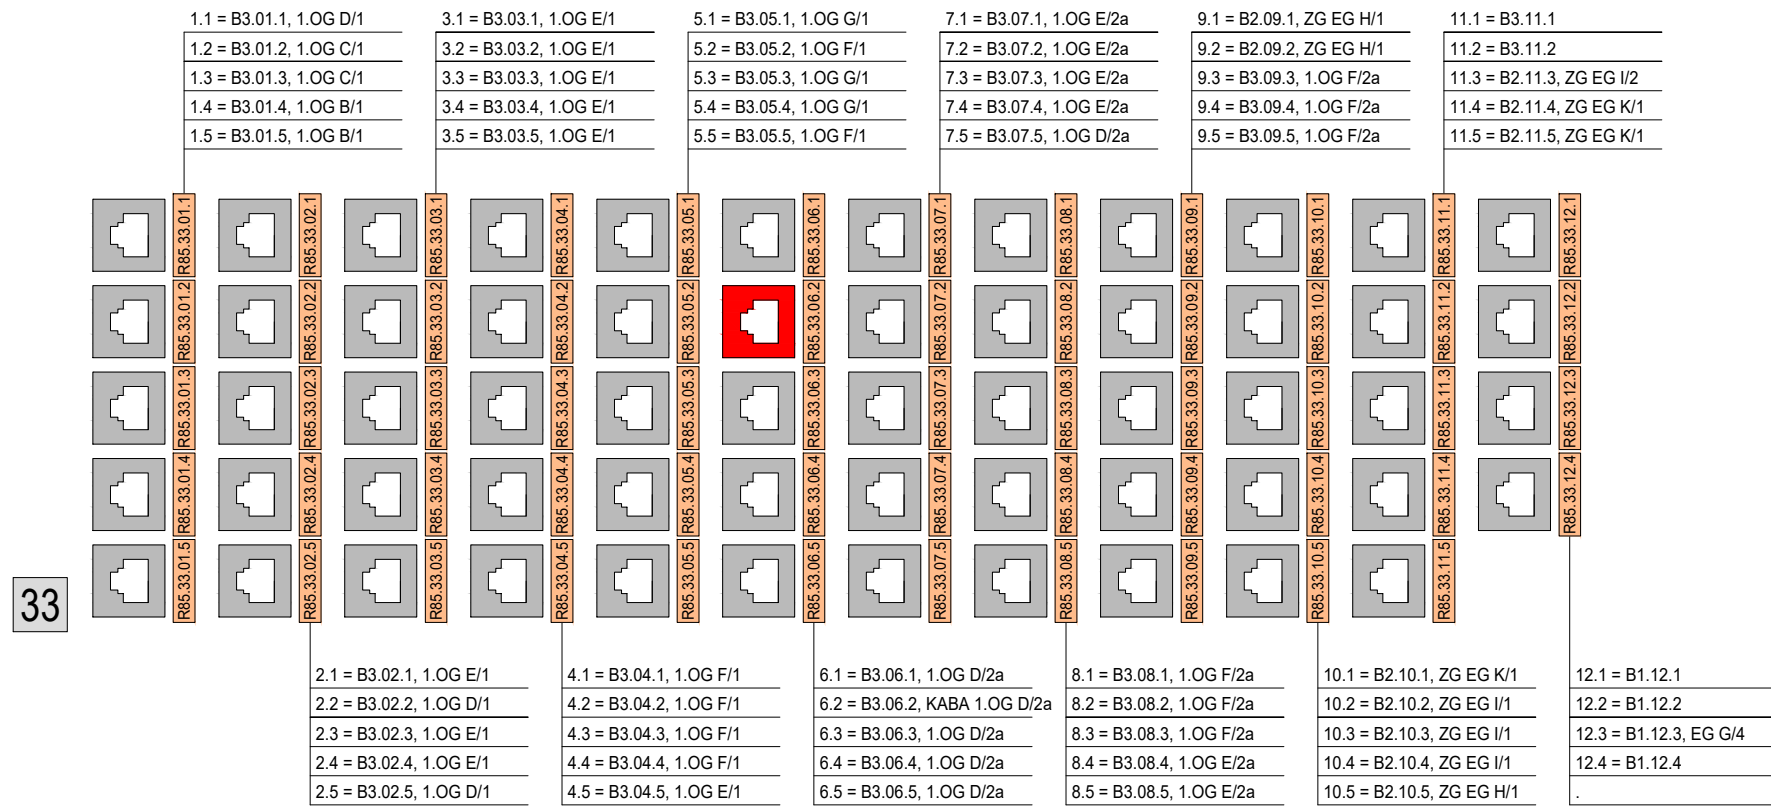 1.1 = B3.01.1, 1.OG D/1
1.2 = B3.01.2, 1.OG C/1
1.3 = B3.01.3, 1.OG C/1
1.4 = B3.01.4, 1.OG B/1
1.5 = B3.01.5, 1.OG B/1
3.1 = B3.03.1, 1.OG E/1
3.2 = B3.03.2, 1.OG E/1
3.3 = B3.03.3, 1.OG E/1
3.4 = B3.03.4, 1.OG E/1
3.5 = B3.03.5, 1.OG E/1
5.1 = B3.05.1, 1.OG G/1
5.2 = B3.05.2, 1.OG F/1
5.3 = B3.05.3, 1.OG G/1
5.4 = B3.05.4, 1.OG G/1
5.5 = B3.05.5, 1.OG F/1
7.1 = B3.07.1, 1.OG E/2a
7.2 = B3.07.2, 1.OG E/2a
7.3 = B3.07.3, 1.OG E/2a
7.4 = B3.07.4, 1.OG E/2a
7.5 = B3.07.5, 1.OG D/2a
9.1 = B2.09.1, ZG EG H/1
9.2 = B2.09.2, ZG EG H/1
9.3 = B3.09.3, 1.OG F/2a
9.4 = B3.09.4, 1.OG F/2a
9.5 = B3.09.5, 1.OG F/2a
11.1 = B3.11.1
11.2 = B3.11.2
11.3 = B2.11.3, ZG EG I/2
11.4 = B2.11.4, ZG EG K/1
11.5 = B2.11.5, ZG EG K/1
R85.33.01.1
R85.33.02.1
R85.33.03.1
R85.33.04.1
R85.33.05.1
R85.33.06.1
R85.33.07.1
R85.33.08.1
R85.33.09.1
R85.33.10.1
R85.33.11.1
R85.33.12.1
R85.33.01.2
R85.33.02.2
R85.33.03.2
R85.33.04.2
R85.33.05.2
R85.33.06.2
R85.33.07.2
R85.33.08.2
R85.33.09.2
R85.33.10.2
R85.33.11.2
R85.33.12.2
R85.33.01.3
R85.33.02.3
R85.33.03.3
R85.33.04.3
R85.33.05.3
R85.33.06.3
R85.33.07.3
R85.33.08.3
R85.33.09.3
R85.33.10.3
R85.33.11.3
R85.33.12.3
R85.33.01.4
R85.33.02.4
R85.33.03.4
R85.33.04.4
R85.33.05.4
R85.33.06.4
R85.33.07.4
R85.33.08.4
R85.33.09.4
R85.33.10.4
R85.33.11.4
R85.33.12.4
33
R85.33.01.5
R85.33.02.5
R85.33.03.5
R85.33.04.5
R85.33.05.5
R85.33.06.5
R85.33.07.5
R85.33.08.5
R85.33.09.5
R85.33.10.5
R85.33.11.5
2.1 = B3.02.1, 1.OG E/1
2.2 = B3.02.2, 1.OG D/1
2.3 = B3.02.3, 1.OG E/1
2.4 = B3.02.4, 1.OG E/1
2.5 = B3.02.5, 1.OG D/1
4.1 = B3.04.1, 1.OG F/1
4.2 = B3.04.2, 1.OG F/1
4.3 = B3.04.3, 1.OG F/1
4.4 = B3.04.4, 1.OG F/1
4.5 = B3.04.5, 1.OG E/1
6.1 = B3.06.1, 1.OG D/2a
6.2 = B3.06.2, KABA 1.OG D/2a
6.3 = B3.06.3, 1.OG D/2a
6.4 = B3.06.4, 1.OG D/2a
6.5 = B3.06.5, 1.OG D/2a
8.1 = B3.08.1, 1.OG F/2a
8.2 = B3.08.2, 1.OG F/2a
8.3 = B3.08.3, 1.OG F/2a
8.4 = B3.08.4, 1.OG E/2a
8.5 = B3.08.5, 1.OG E/2a
10.1 = B2.10.1, ZG EG K/1
10.2 = B2.10.2, ZG EG I/1
10.3 = B2.10.3, ZG EG I/1
10.4 = B2.10.4, ZG EG I/1
10.5 = B2.10.5, ZG EG H/1
12.1 = B1.12.1
12.2 = B1.12.2
12.3 = B1.12.3, EG G/4
12.4 = B1.12.4
.